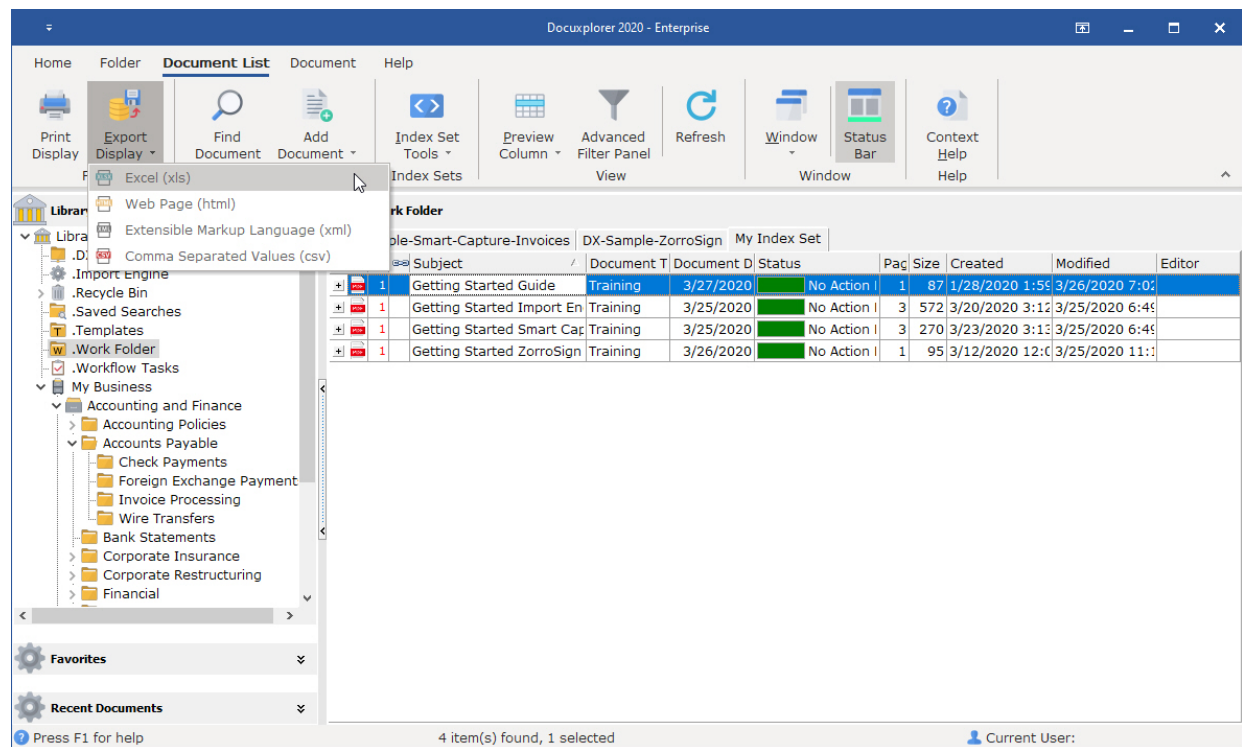 Docuxplorer 2020 - Enterprise
Home Folder Document List Document Help
Print Display
Export Display
Find Document
Add Document
Index Set Tools
Preview Column
Advanced Filter Panel
Refresh
Window
Status Bar
Context Help
Index Sets View Window Help
Excel (xls)
Web Page (html)
Extensible Markup Language (xml)
Comma Separated Values (csv)
Folder
.Import Engine
.Recycle Bin
.Saved Searches
.Templates
.Work Folder
.Workflow Tasks
My Business
Accounting and Finance
Accounting Policies
Accounts Payable
Check Payments
Foreign Exchange Payment
Invoice Processing
Wire Transfers
Bank Statements
Corporate Insurance
Corporate Restructuring
Financial
Favorites
Recent Documents
-Smart-Capture-Invoices DX-Sample-ZorroSign My Index Set
Subject Document T Document D Status Pag Size Created Modified Editor
1 Getting Started Guide Training 3/27/2020 No Action 1 87 1/28/2020 1:59 3/26/2020 7:02
1 Getting Started Import En Training 3/25/2020 No Action 3 572 3/20/2020 3:12 3/25/2020 6:49
1 Getting Started Smart Cap Training 3/25/2020 No Action 3 270 3/23/2020 3:13 3/25/2020 6:49
1 Getting Started ZorroSign Training 3/26/2020 No Action 1 95 3/12/2020 12:0 3/25/2020 11:1
Press F1 for help 4 item(s) found, 1 selected Current User: